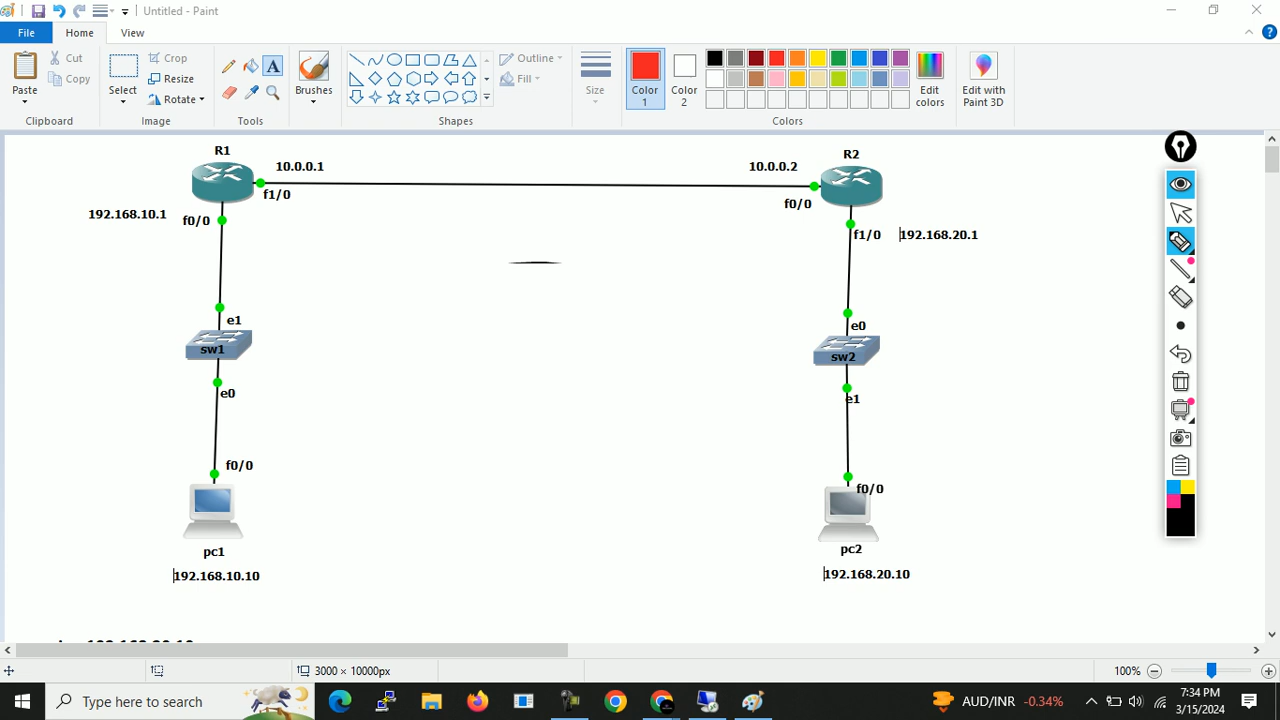 Untitled - Paint
File
Home
View
Paste
Cut
Copy
Clipboard
Select
Crop
Resize
Rotate
Image
A
Tools
Brushes
Outline
Fill
Shapes
Size
Color 1
Color 2
Edit colors
Edit with Paint 3D
Colors
R1
10.0.0.1
10.0.0.2
R2
f1/0
f0/0
192.168.10.1
f0/0
f1/0
192.168.20.1
e1
e0
sw1
sw2
e0
e1
f0/0
f0/0
pc1
pc2
192.168.10.10
192.168.20.10
3000 × 10000px
100%
Type here to search
AUD/INR
-0.34%
7:34 PM
3/15/2024